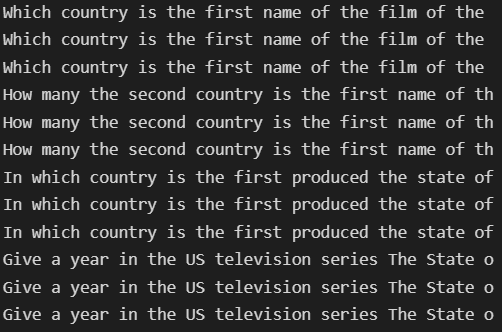 Which country is the first name of the film of the
Which country is the first name of the film of the
Which country is the first name of the film of the
How many the second country is the first name of th
How many the second country is the first name of th
How many the second country is the first name of th
In which country is the first produced the state of
In which country is the first produced the state of
In which country is the first produced the state of
Give a year in the US television series The State o
Give a year in the US television series The State o
Give a year in the US television series The State o